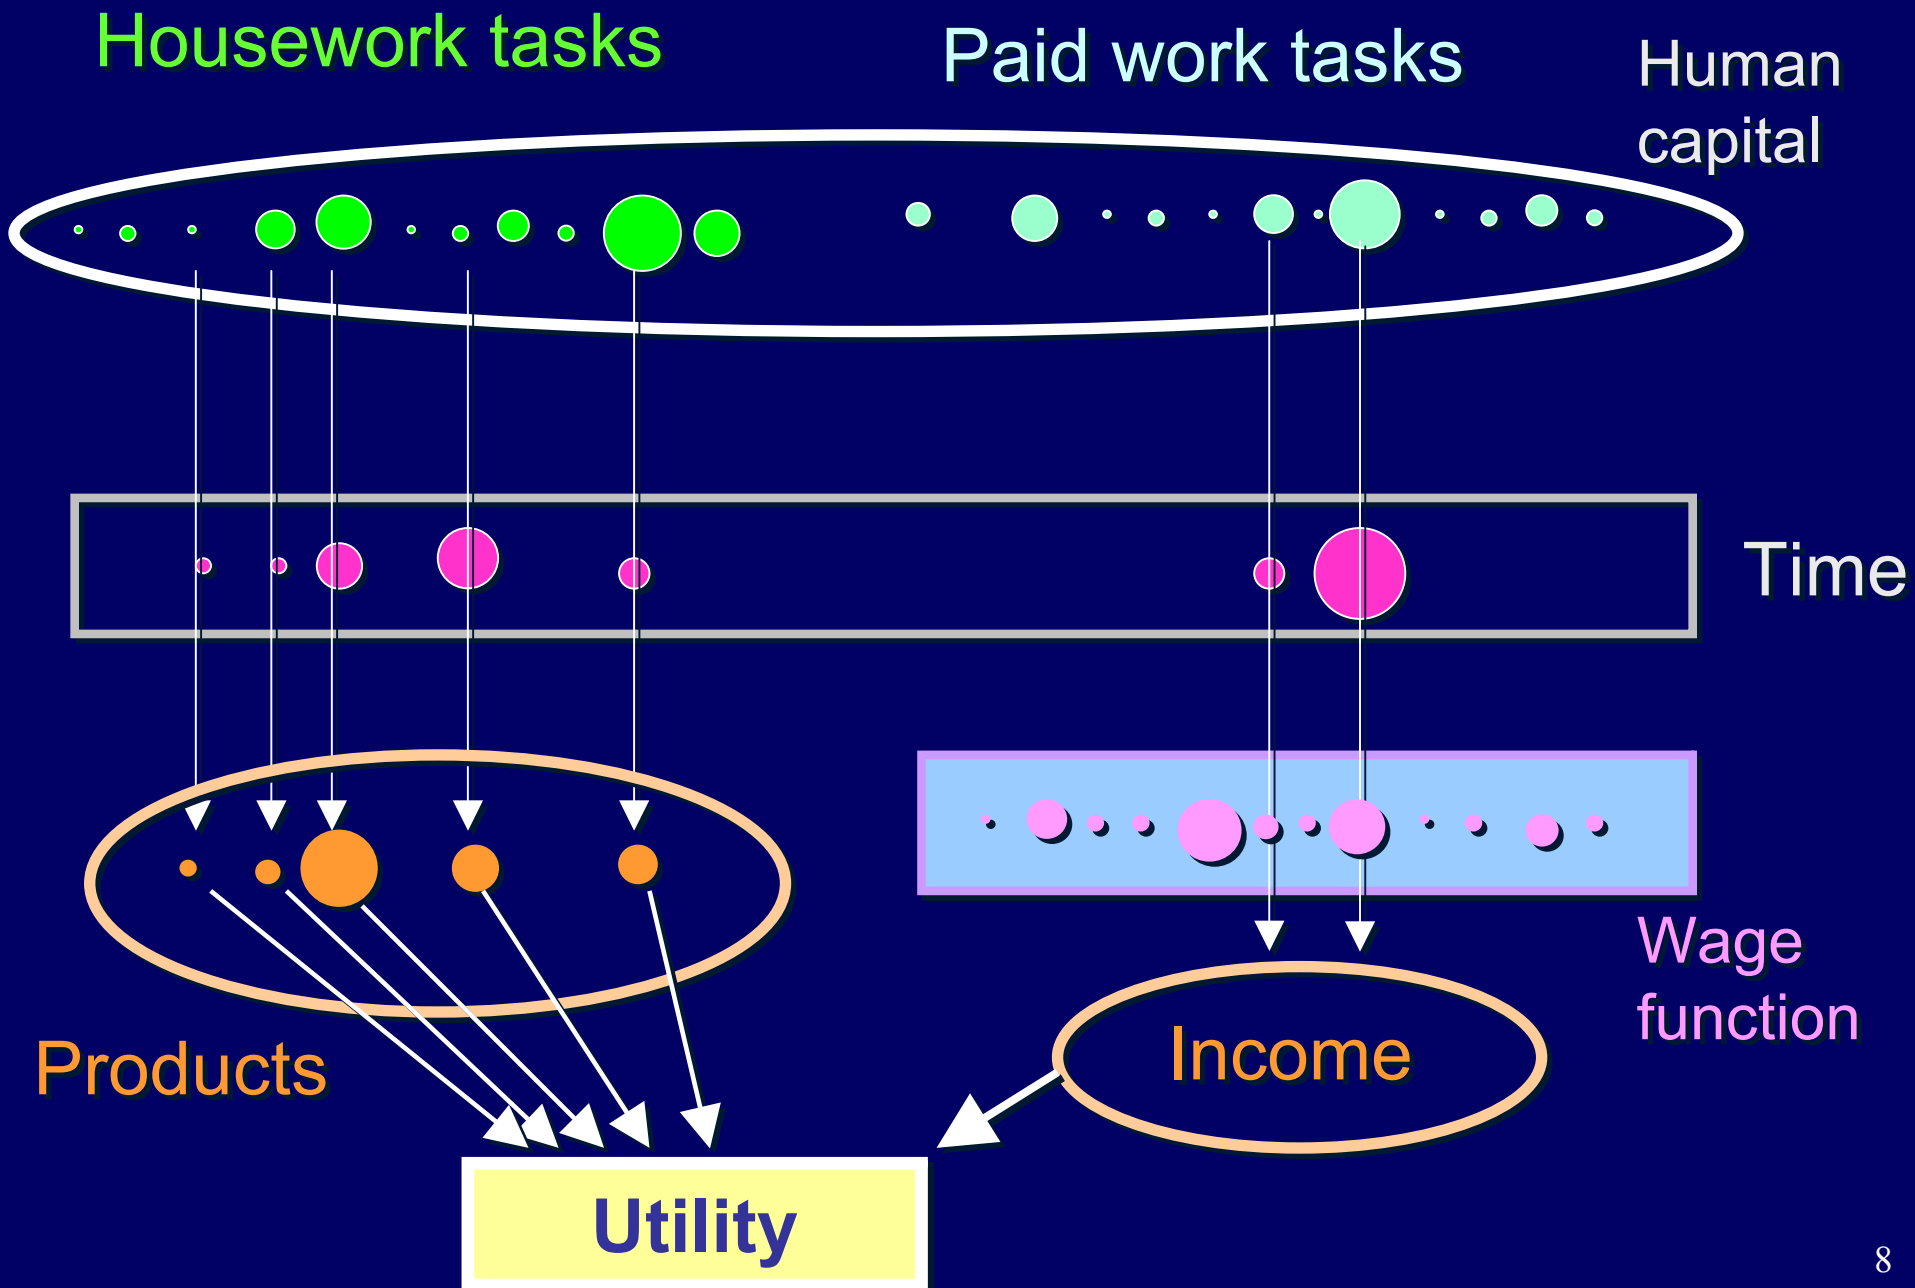 Housework tasks
Paid work tasks
Human
capital
Time
Wage
function
Products
Income
Utility
8